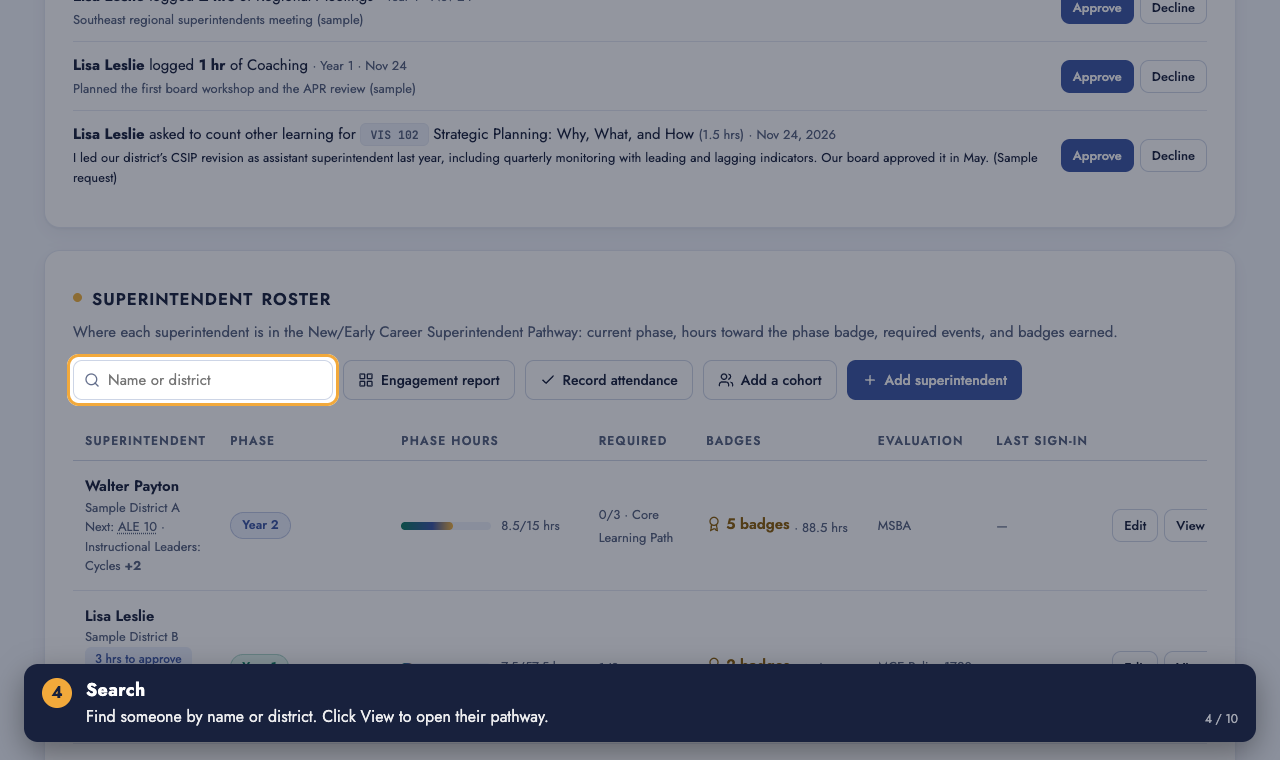 Southeast regional superintendents meeting (sample)
Approve Decline
Lisa Leslie logged 1 hr of Coaching · Year 1 · Nov 24
Planned the first board workshop and the APR review (sample)
Approve Decline
Lisa Leslie asked to count other learning for VIS 102 Strategic Planning: Why, What, and How (1.5 hrs) · Nov 24, 2026
I led our district's CSIP revision as assistant superintendent last year, including quarterly monitoring with leading and lagging indicators. Our board approved it in May. (Sample
request)
Approve Decline
SUPERINTENDENT ROSTER
Where each superintendent is in the New/Early Career Superintendent Pathway: current phase, hours toward the phase badge, required events, and badges earned.
Name or district Engagement report Record attendance Add a cohort Add superintendent
SUPERINTENDENT PHASE PHASE HOURS REQUIRED BADGES EVALUATION LAST SIGN-IN
Walter Payton
Sample District A
Next: ALE 10 ·
Instructional Leaders:
Cycles +2
Year 2
8.5/15 hrs
0/3 · Core
Learning Path
5 badges · 88.5 hrs
MSBA
—
Edit View
Lisa Leslie
Sample District B
3 hrs to approve
4 Search
Find someone by name or district. Click View to open their pathway.
4 / 10